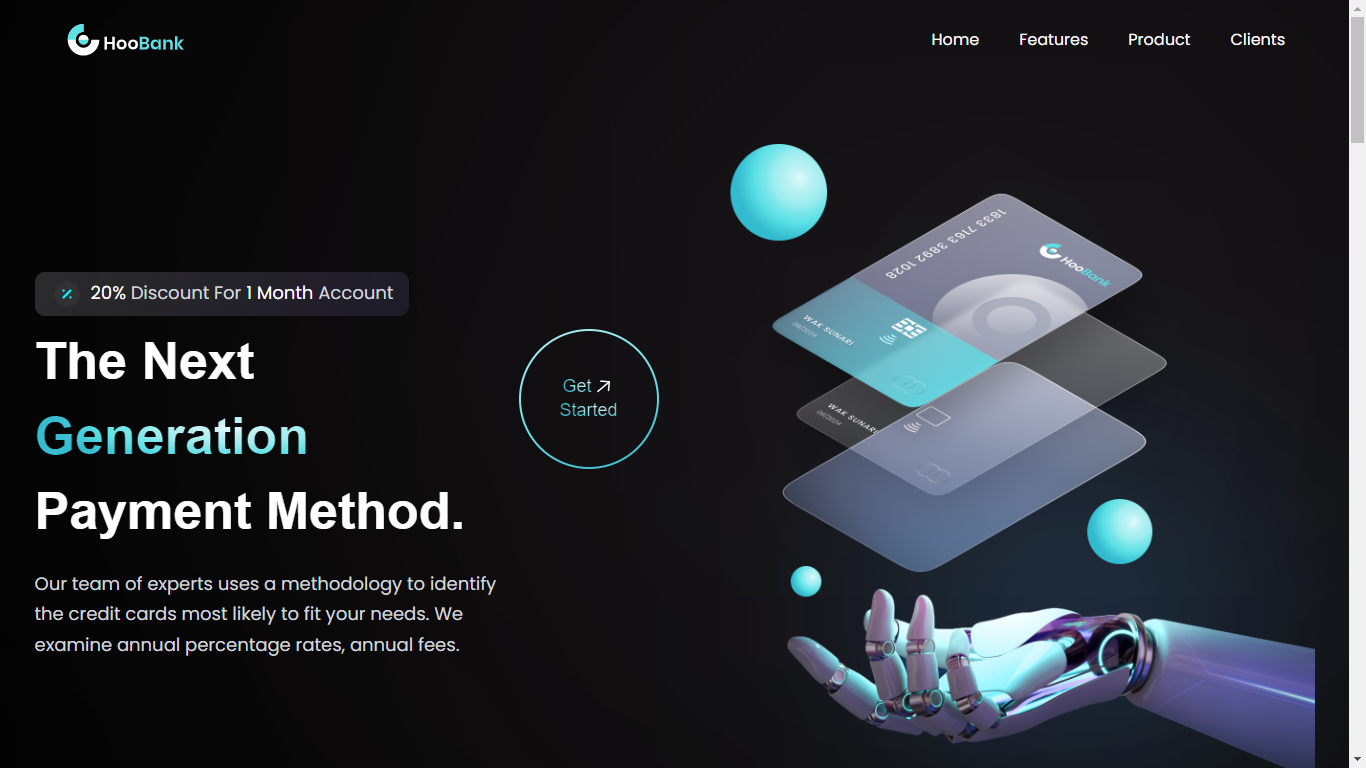 HooBank
Home
Features
Product
Clients
20% Discount For 1 Month Account
The Next
Generation
Payment Method.
Get
Started
Our team of experts uses a methodology to identify
the credit cards most likely to fit your needs. We
examine annual percentage rates, annual fees.
1833 7163 3892 1028
HooBank
WAK SUNARI
06/2024
WAK SUNARI
06/2024